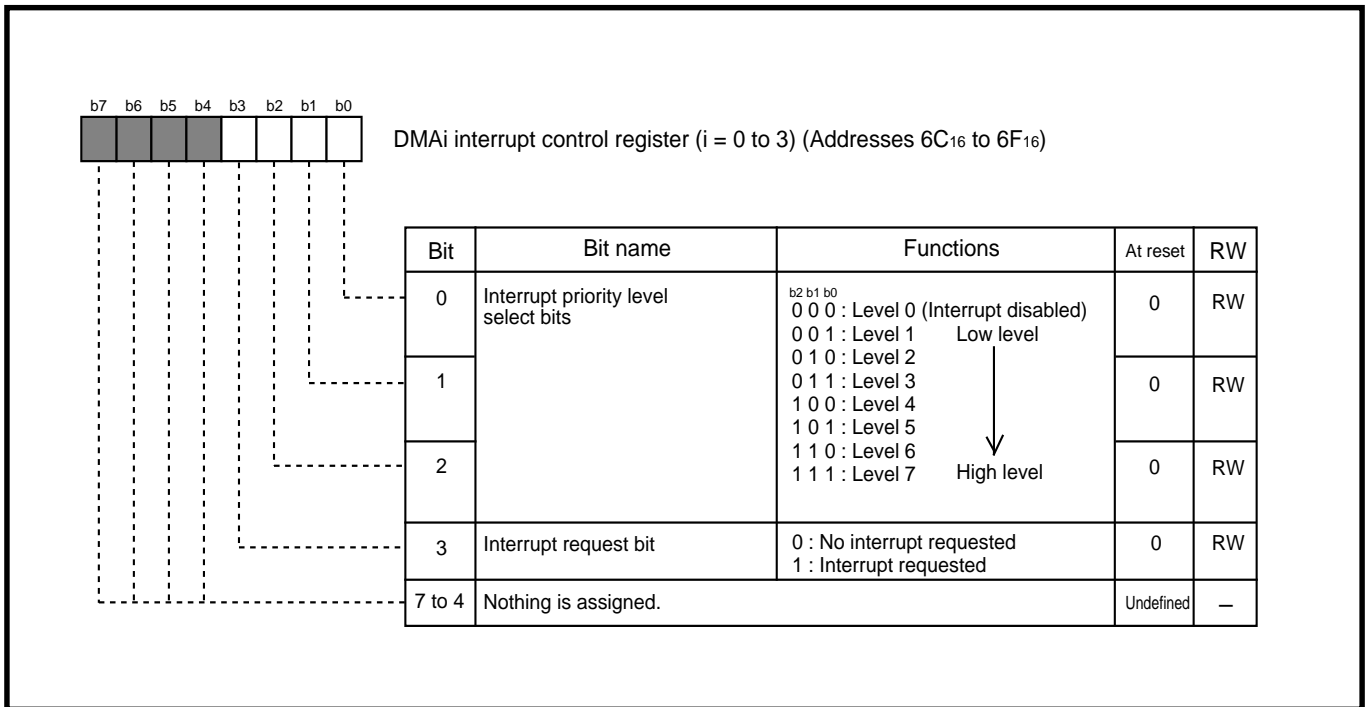 b7 b6 b5 b4 b3 b2 b1 b0
DMAi interrupt control register (i = 0 to 3) (Addresses 6C16 to 6F16)
Bit Bit name Functions At reset RW
0 Interrupt priority level select bits
b2 b1 b0
0 0 0 : Level 0 (Interrupt disabled)
0 0 1 : Level 1 Low level
0 1 0 : Level 2
0 1 1 : Level 3
1 0 0 : Level 4
1 0 1 : Level 5
1 1 0 : Level 6
1 1 1 : Level 7 High level
0 RW
1 0 RW
2 0 RW
3 Interrupt request bit
0 : No interrupt requested
1 : Interrupt requested
0 RW
7 to 4 Nothing is assigned. Undefined –